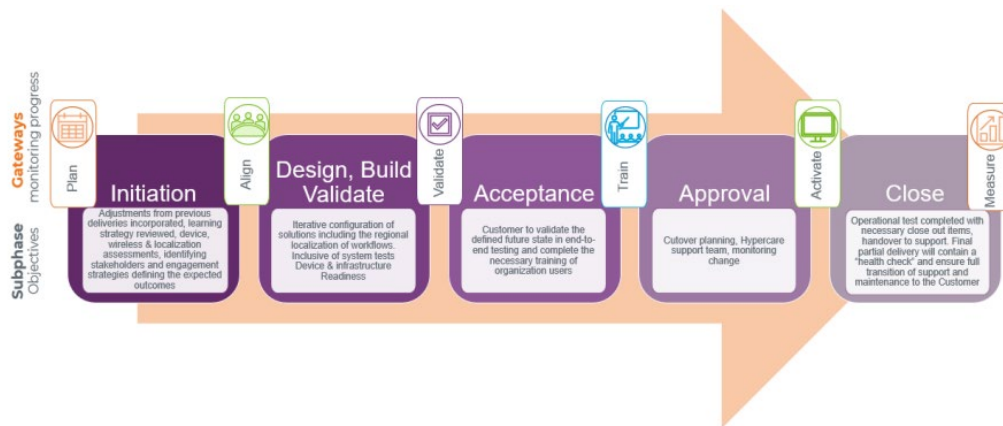 Gateways
monitoring progress
Subphase
Objectives
Plan
Initiation
Adjustments from previous
deliveries incorporated, learning
strategy reviewed, device,
wireless & localization
assessments, identifying
stakeholders and engagement
strategies defining the expected
outcomes
Align
Design, Build
Validate
Iterative configuration of
solutions including the regional
localization of workflows.
Inclusive of system tests
Device & infrastructure
Readiness
Validate
Acceptance
Customer to validate the
defined future state in end-to-
end testing and complete the
necessary training of
organization users
Train
Approval
Cutover planning, Hypercare
support team, monitoring
change
Activate
Close
Operational test completed with
necessary close out items,
handover to support. Final
partial delivery will contain a
"health check" and ensure full
transition of support and
maintenance to the Customer
Measure